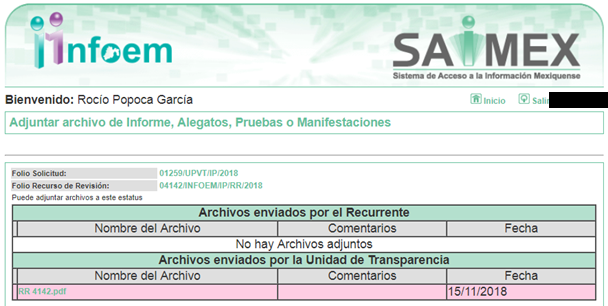 infoem
SAIMEX
Sistema de Acceso a la Información Mexiquense
Bienvenido: Rocío Popoca García
Inicio Salir
Adjuntar archivo de Informe, Alegatos, Pruebas o Manifestaciones
Folio Solicitud: 01259/UPVT/IP/2018
Folio Recurso de Revisión: 04142/INFOEM/IP/RR/2018
Puede adjuntar archivos a este estatus
Archivos enviados por el Recurrente
Nombre del Archivo Comentarios Fecha
No hay Archivos adjuntos
Archivos enviados por la Unidad de Transparencia
Nombre del Archivo Comentarios Fecha
RR 4142.pdf 15/11/2018